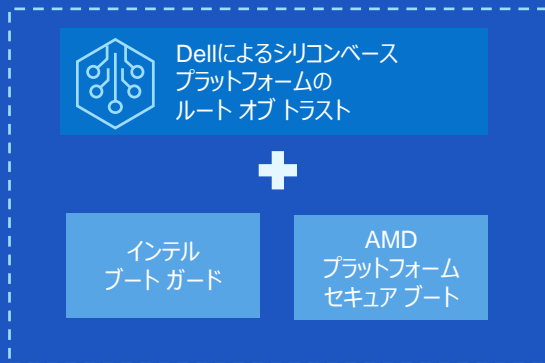 Dellによるシリコンベース
プラットフォームの
ルート オブ トラスト
インテル
ブート ガード
AMD
プラットフォーム
セキュア ブート